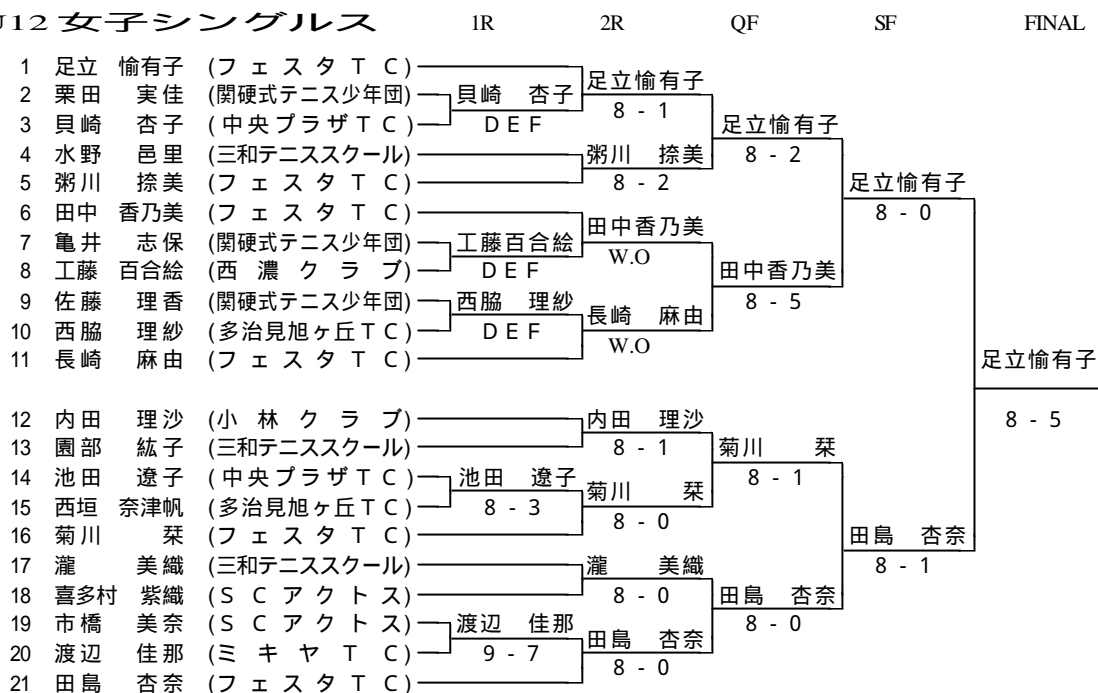 U12 女子シングルス 1R 2R QF SF FINAL
1 足立 愉有子 (フェスタTC)
足立愉有子
2 栗田 実佳 (関硬式テニス少年団) 貝崎 杏子
8 - 1
3 貝崎 杏子 (中央プラザTC) DEF
足立愉有子
4 水野 邑里 (三和テニススクール) 粥川 捺美 8 - 2
5 粥川 捺美 (フェスタTC) 8 - 2 足立愉有子
6 田中 香乃美 (フェスタTC) 8 - 0
田中香乃美
7 亀井 志保 (関硬式テニス少年団) 工藤百合絵
W.O
8 工藤 百合絵 (西濃クラブ) DEF 田中香乃美
9 佐藤 理香 (関硬式テニス少年団) 西脇 理紗 8 - 5
長崎 麻由
10 西脇 理紗 (多治見旭ヶ丘TC) DEF
W.O
11 長崎 麻由 (フェスタTC) 足立愉有子
12 内田 理沙 (小林クラブ) 内田 理沙 8 - 5
13 園部 紘子 (三和テニススクール) 8 - 1 菊川 栞
14 池田 遼子 (中央プラザTC) 池田 遼子 8 - 1
菊川 栞
15 西垣 奈津帆 (多治見旭ヶ丘TC) 8 - 3
8 - 0
16 菊川 栞 (フェスタTC) 田島 杏奈
17 瀧 美織 (三和テニススクール) 瀧 美織 8 - 1
18 喜多村 紫織 (SCアクトス) 8 - 0 田島 杏奈
19 市橋 美奈 (SCアクトス) 渡辺 佳那 8 - 0
田島 杏奈
20 渡辺 佳那 (ミキヤTC) 9 - 7
8 - 0
21 田島 杏奈 (フェスタTC)